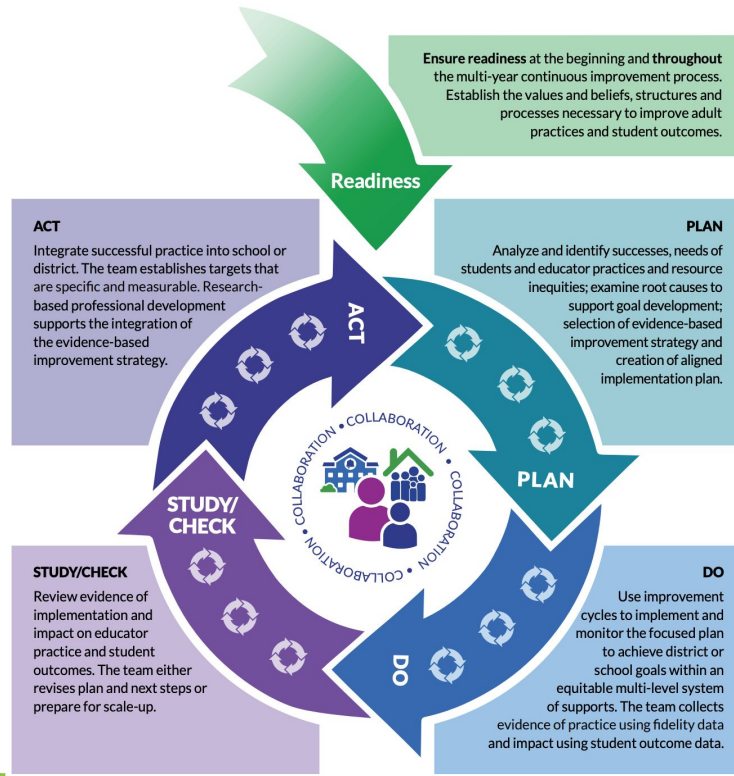 Ensure readiness at the beginning and throughout
the multi-year continuous improvement process.
Establish the values and beliefs, structures and
processes necessary to improve adult
practices and student outcomes.
Readiness
ACT
Integrate successful practice into school or
district. The team establishes targets that
are specific and measurable. Research-
based professional development
supports the integration of
the evidence-based
improvement strategy.
PLAN
Analyze and identify successes, needs of
students and educator practices and resource
inequities; examine root causes to
support goal development;
selection of evidence-based
improvement strategy and
creation of aligned
implementation plan.
ACT
PLAN
STUDY/
CHECK
DO
COLLABORATION • COLLABORATION • COLLABORATION • COLLABORATION • COLLABORATION •
STUDY/CHECK
Review evidence of
implementation and
impact on educator
practice and student
outcomes. The team either
revises plan and next steps or
prepare for scale-up.
DO
Use improvement
cycles to implement and
monitor the focused plan
to achieve district or
school goals within an
equitable multi-level system
of supports. The team collects
evidence of practice using fidelity data
and impact using student outcome data.